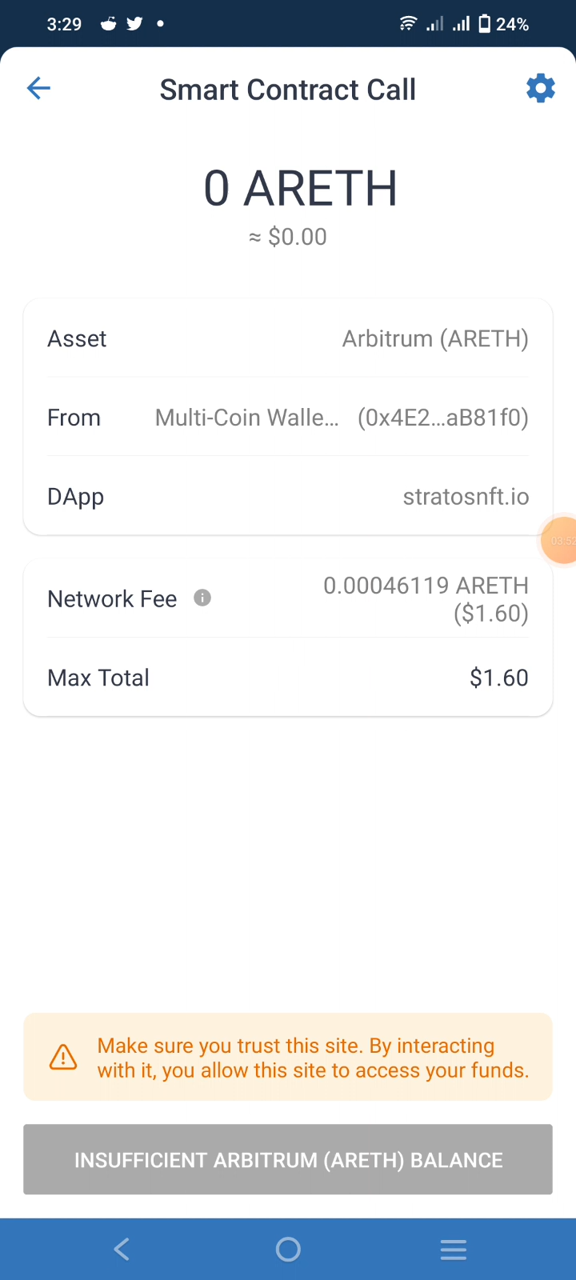 3:29
24%
Smart Contract Call
0 ARETH
≈ $0.00
Asset Arbitrum (ARETH)
From Multi-Coin Walle... (0x4E2...aB81f0)
DApp stratosnft.io
Network Fee 0.00046119 ARETH
($1.60)
Max Total $1.60
Make sure you trust this site. By interacting
with it, you allow this site to access your funds.
INSUFFICIENT ARBITRUM (ARETH) BALANCE